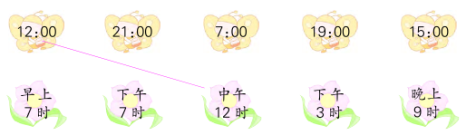 12:00 21:00 7:00 19:00 15:00
早上 下午 中午 下午 晚上
7时 7时 12时 3时 9时